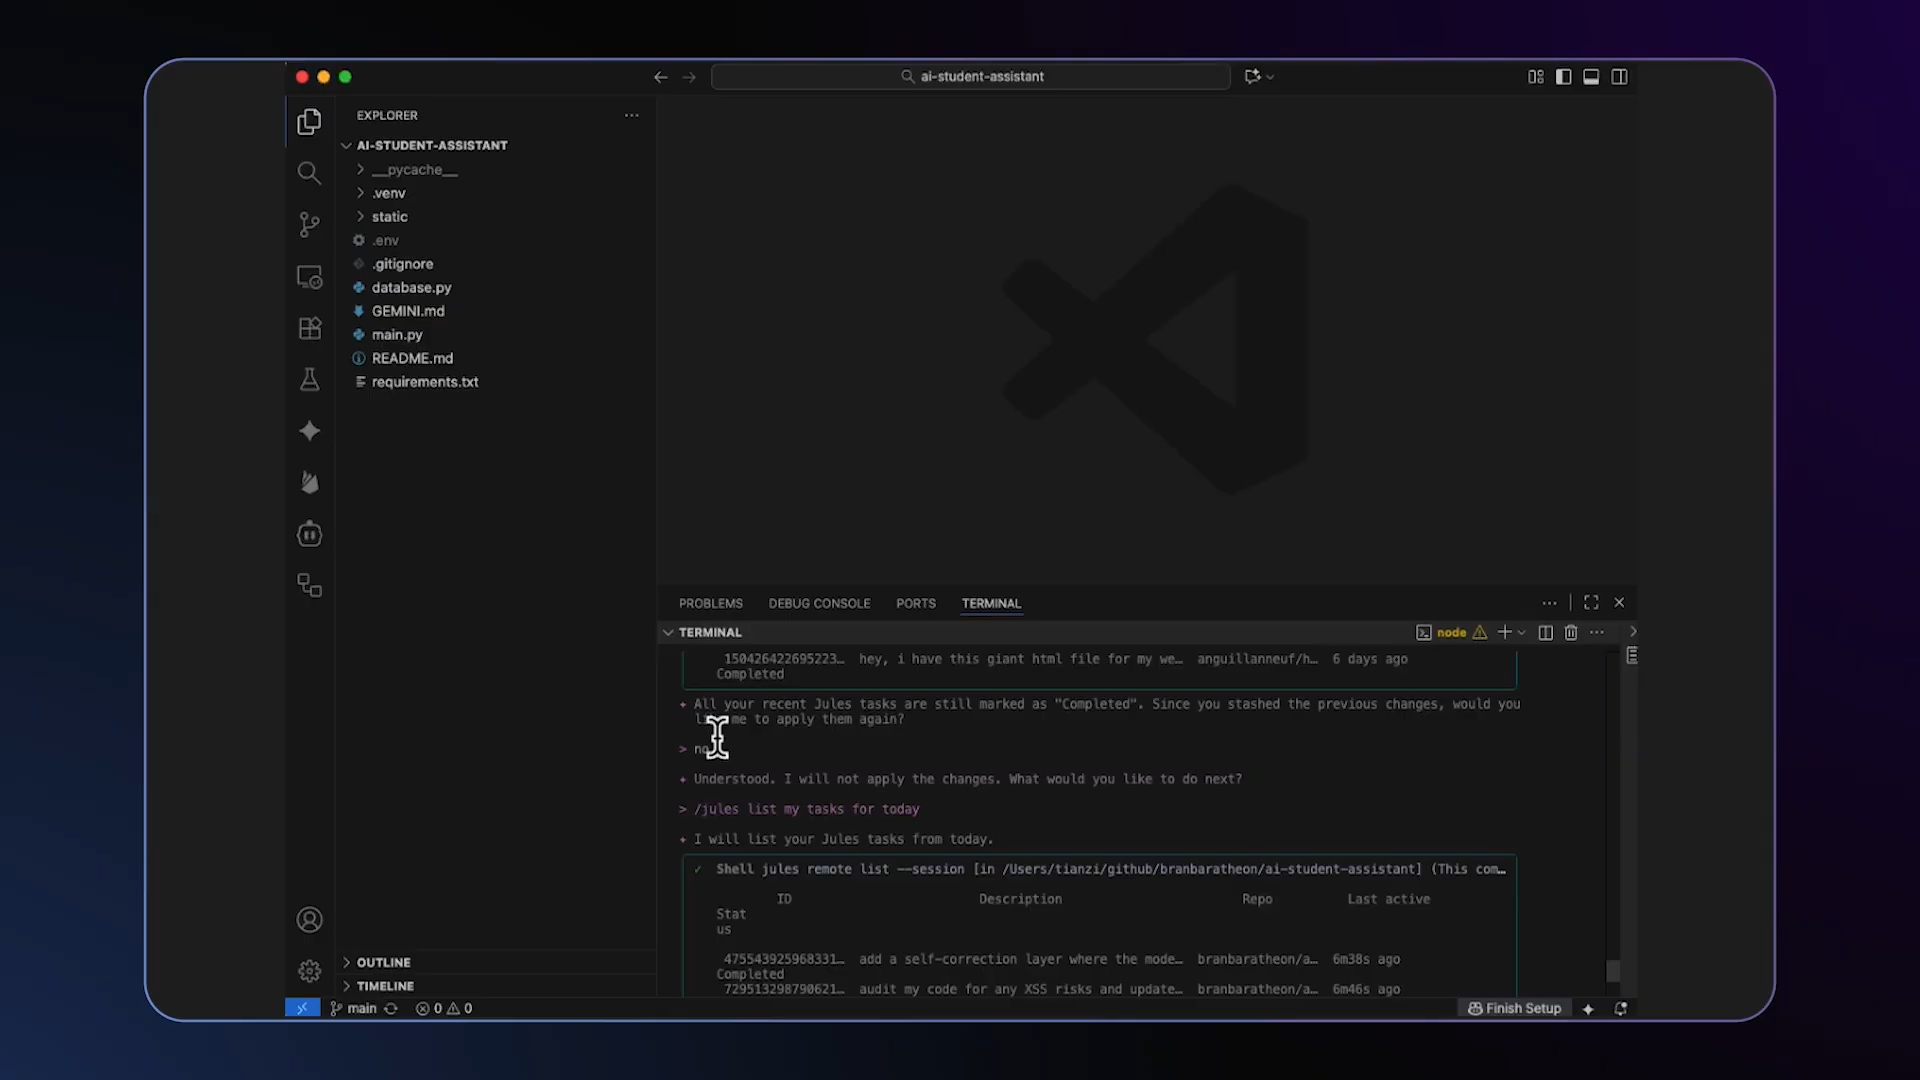 ai-student-assistant
EXPLORER
AI-STUDENT-ASSISTANT
__pycache__
.venv
static
.env
.gitignore
database.py
GEMINI.md
main.py
README.md
requirements.txt
OUTLINE
TIMELINE
PROBLEMS DEBUG CONSOLE PORTS TERMINAL
TERMINAL
node
150426422695223… hey, i have this giant html file for my we… anguillanneuf/h… 6 days ago
Completed
✦ All your recent Jules tasks are still marked as "Completed". Since you stashed the previous changes, would you
me to apply them again?
> no
✦ Understood. I will not apply the changes. What would you like to do next?
> /jules list my tasks for today
✦ I will list your Jules tasks from today.
✓ Shell jules remote list --session [in /Users/tianzi/github/branbaratheon/ai-student-assistant] (This com…
ID Description Repo Last active
Stat
us
475543925968331… add a self-correction layer where the mode… branbaratheon/a… 6m38s ago
Completed
729513298790621… audit my code for any XSS risks and update… branbaratheon/a… 6m46s ago
main 0 0 Finish Setup